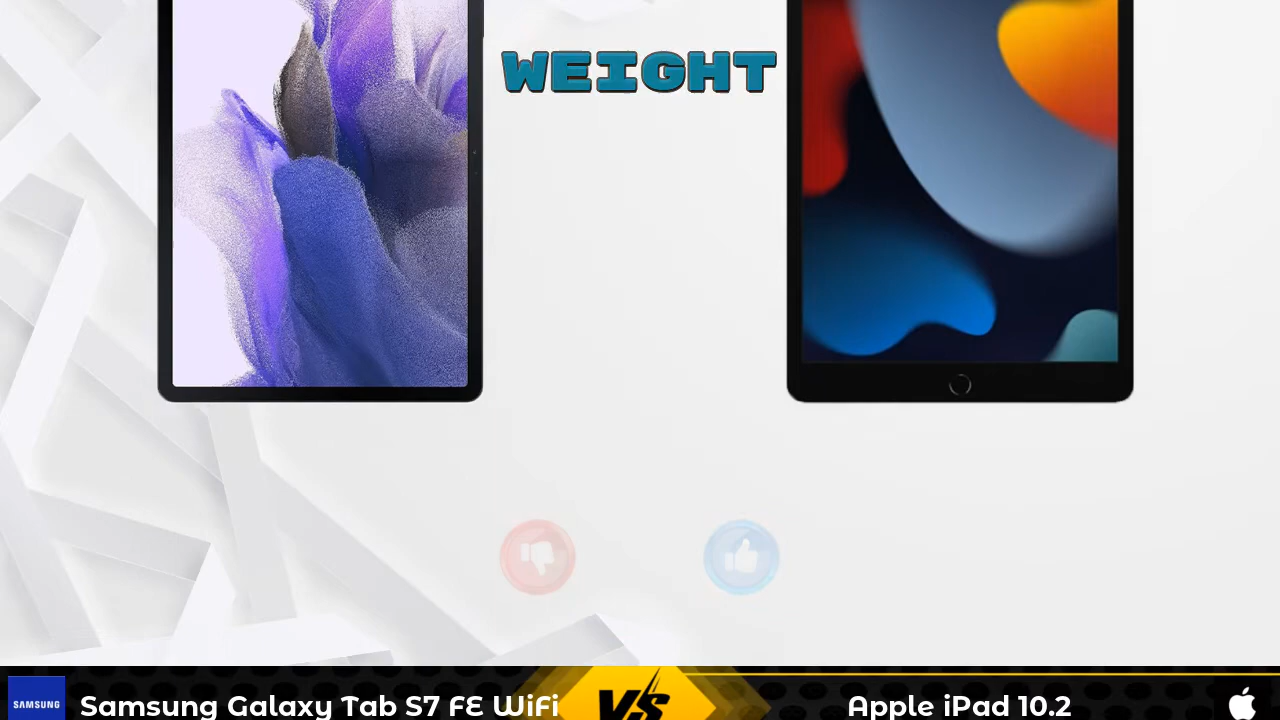 WEIGHT
SAMSUNG
Samsung Galaxy Tab S7 FE WiFi
VS
Apple iPad 10.2